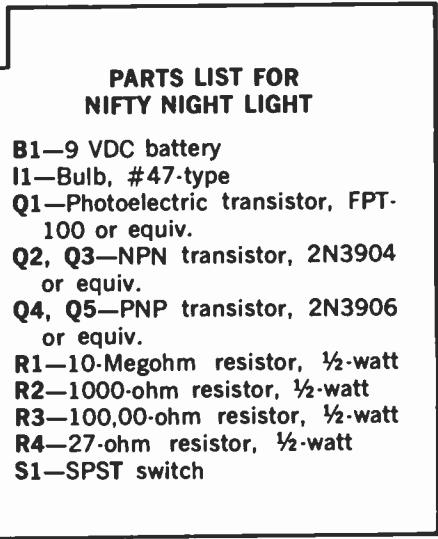 PARTS LIST FOR
NIFTY NIGHT LIGHT
B1—9 VDC battery
I1—Bulb, #47-type
Q1—Photoelectric transistor, FPT-
100 or equiv.
Q2, Q3—NPN transistor, 2N3904
or equiv.
Q4, Q5—PNP transistor, 2N3906
or equiv.
R1—10-Megohm resistor, ½-watt
R2—1000-ohm resistor, ½-watt
R3—100,00-ohm resistor, ½-watt
R4—27-ohm resistor, ½-watt
S1—SPST switch